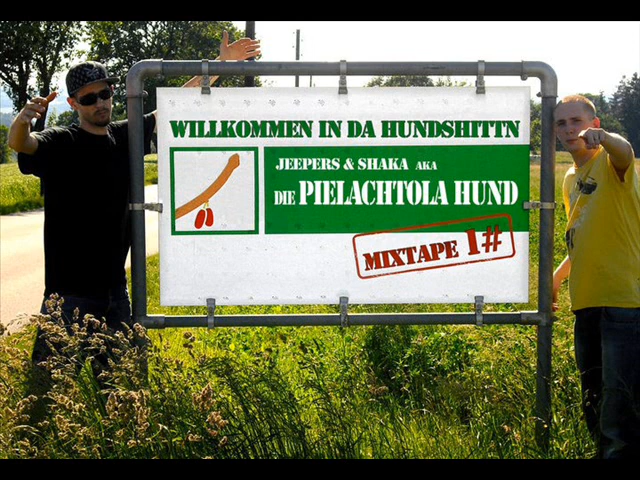 WILLKOMMEN IN DA HUNDSHITTN
JEEPERS & SHAKA AKA
DIE PIELACHTOLA HUND
MIXTAPE 1#